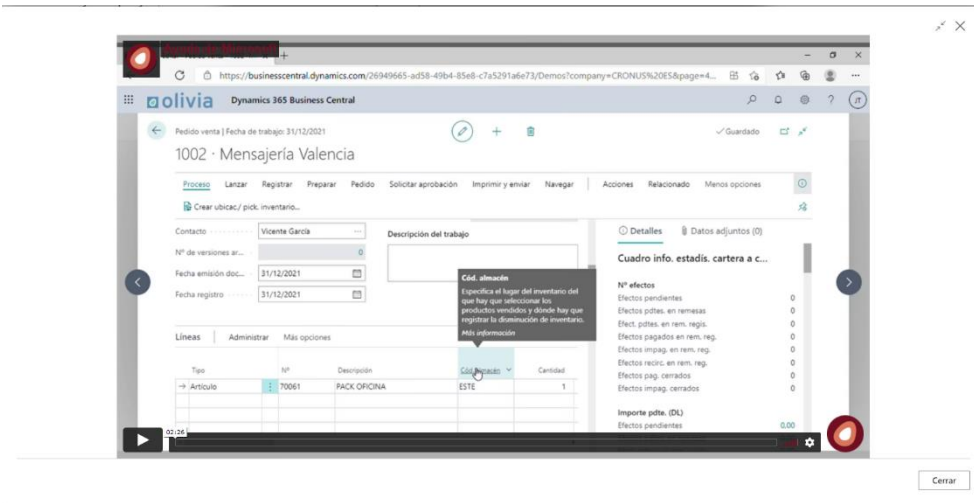 https://businesscentral.dynamics.com/26949665-ad58-49b4-85e8-c7a5291a6e73/Demos?company=CRONUS%20ES&page=4...
olivia Dynamics 365 Business Central ? JT
Pedido venta | Fecha de trabajo: 31/12/2021
Guardado
1002 · Mensajería Valencia
Proceso Lanzar Registrar Preparar Pedido Solicitar aprobación Imprimir y enviar Navegar Acciones Relacionado Menos opciones
Crear ubicac./ pick. inventario...
Contacto Vicente García
Nº de versiones ar... 0
Fecha emisión doc... 31/12/2021
Fecha registro 31/12/2021
Descripción del trabajo
Cód. almacén
Especifica el lugar del inventario del
que hay que seleccionar los
productos vendidos y dónde hay que
registrar la disminución de inventario.
Más información
Líneas Administrar Más opciones
Tipo Nº Descripción Cód. almacén Cantidad
Artículo 70061 PACK OFICINA ESTE 1
Detalles Datos adjuntos (0)
Cuadro info. estadís. cartera a c...
Nº efectos
Efectos pendientes 0
Efectos pdtes. en remesas 0
Efect. pdtes. en rem. regis. 0
Efectos pagados en rem. reg. 0
Efectos impag. en rem. reg. 0
Efectos recirc. en rem. reg. 0
Efectos pag. cerrados 0
Efectos impag. cerrados 0
Importe pdte. (DL)
Efectos pendientes 0,00
02:26
Cerrar